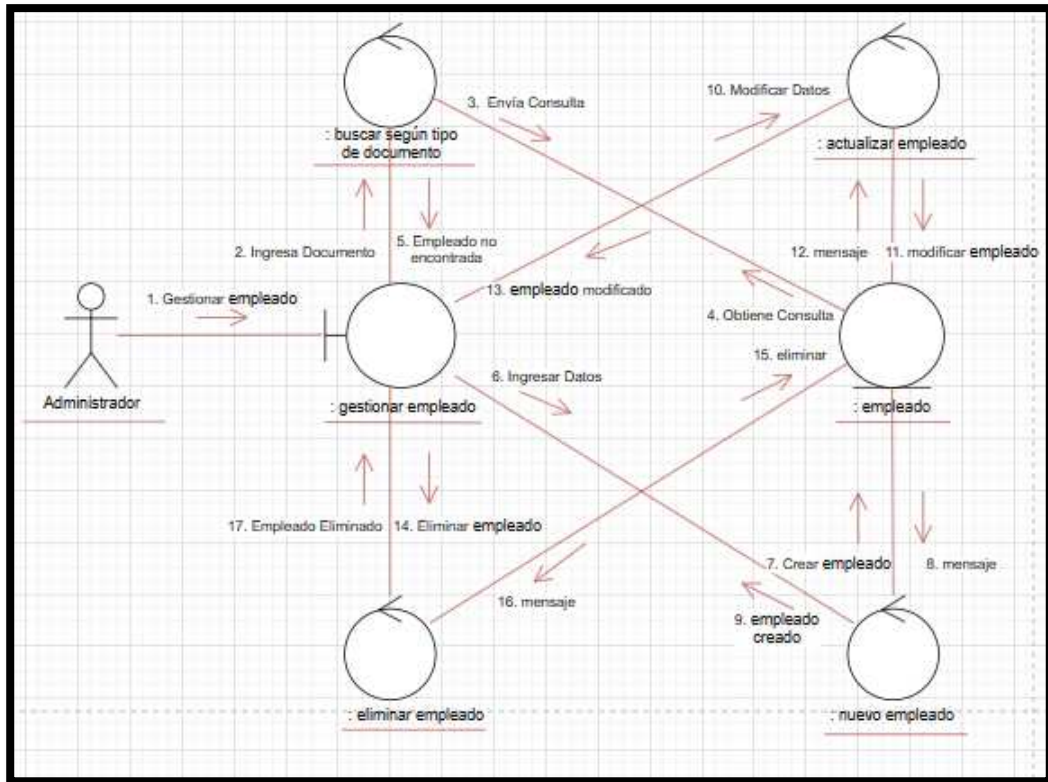 3. Envía Consulta
10. Modificar Datos
: buscar según tipo
de documento
: actualizar empleado
2. Ingresa Documento
5. Empleado no
encontrada
12. mensaje
11. modificar empleado
1. Gestionar empleado
13. empleado modificado
4. Obtiene Consulta
15. eliminar
6. Ingresar Datos
Administrador
: gestionar empleado
: empleado
17. Empleado Eliminado
14. Eliminar empleado
7. Crear empleado
8. mensaje
16. mensaje
9. empleado
creado
: eliminar empleado
: nuevo empleado